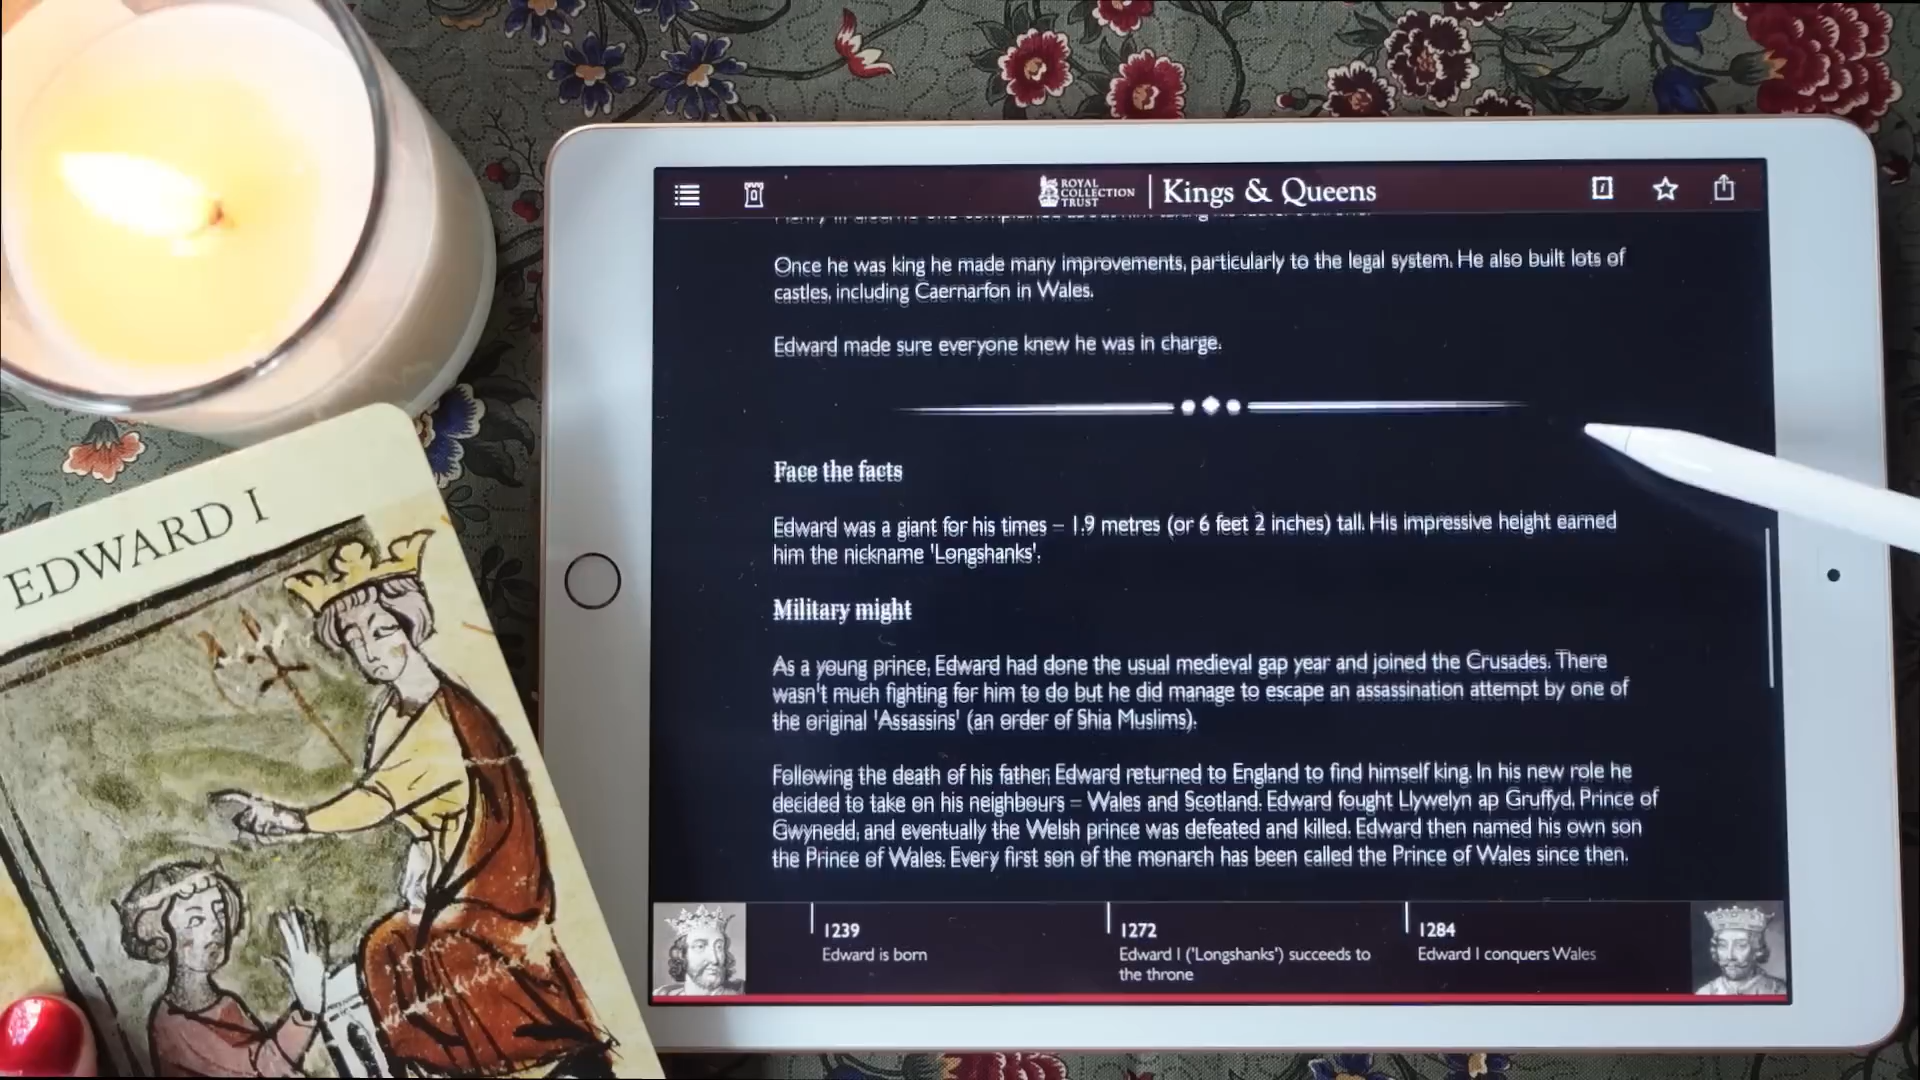 ROYAL
COLLECTION
TRUST
Kings & Queens
Once he was king he made many improvements, particularly to the legal system. He also built lots of
castles, including Caernarfon in Wales.
Edward made sure everyone knew he was in charge.
Face the facts
Edward was a giant for his times – 1.9 metres (or 6 feet 2 inches) tall. His impressive height earned
him the nickname 'Longshanks'.
Military might
As a young prince, Edward had done the usual medieval gap year and joined the Crusades. There
wasn't much fighting for him to do but he did manage to escape an assassination attempt by one of
the original 'Assassins' (an order of Shia Muslims).
Following the death of his father, Edward returned to England to find himself king. In his new role he
decided to take on his neighbours – Wales and Scotland. Edward fought Llywelyn ap Gruffyd, Prince of
Gwynedd, and eventually the Welsh prince was defeated and killed. Edward then named his own son
the Prince of Wales. Every first son of the monarch has been called the Prince of Wales since then.
1239
Edward is born
1272
Edward I ('Longshanks') succeeds to
the throne
1284
Edward I conquers Wales
EDWARD I